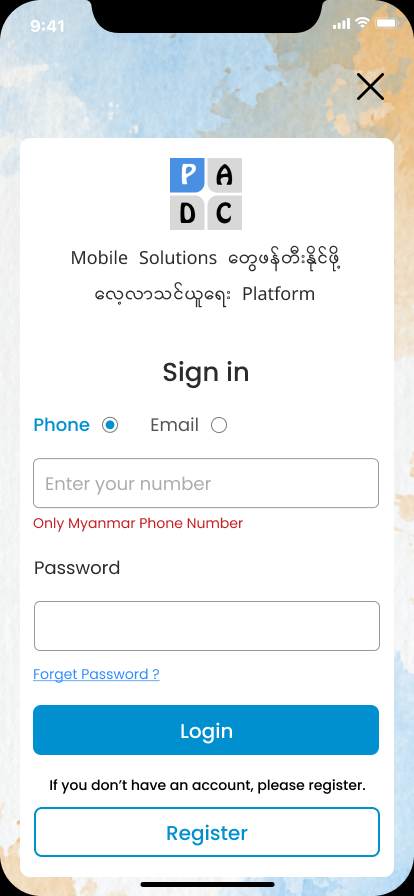 9:41
P A
D C
Mobile Solutions တွေဖန်တီးနိုင်ဖို့
လေ့လာသင်ယူရေး Platform
Sign in
Phone Email
Enter your number
Only Myanmar Phone Number
Password
Forget Password ?
Login
If you don’t have an account, please register.
Register